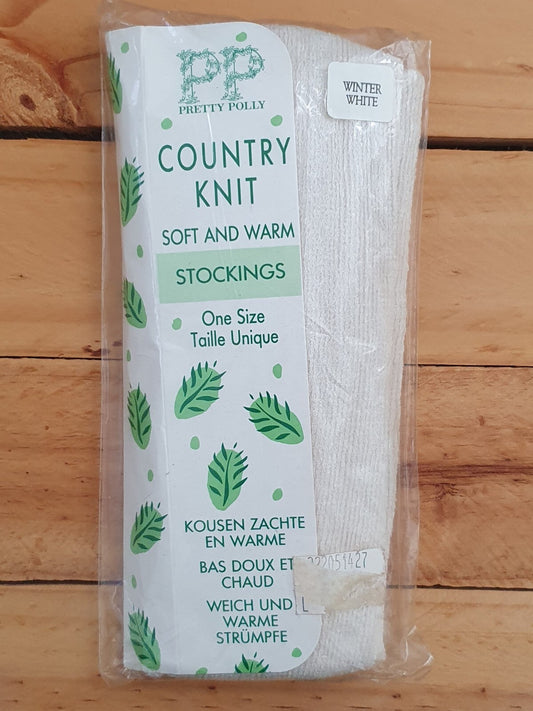 PP
PRETTY POLLY
WINTER
WHITE
COUNTRY
KNIT
SOFT AND WARM
STOCKINGS
One Size
Taille Unique
KOUSEN ZACHTE
EN WARME
BAS DOUX ET
CHAUD
WEICH UND
WARME
STRÜMPFE
L